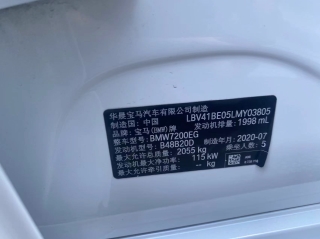 华晨宝马汽车有限公司制造
制造国：中国 LBV41BE05LMY03805
品牌：宝马(BMW)牌 发动机排量：1998 mL
整车型号：BMW7200EG
发动机型号：B48B20D 制造年月：2020-07
最大允许总质量：2055 kg 乘坐人数：5
最大净功率：115 kW
最大允许牵引质量：- kg